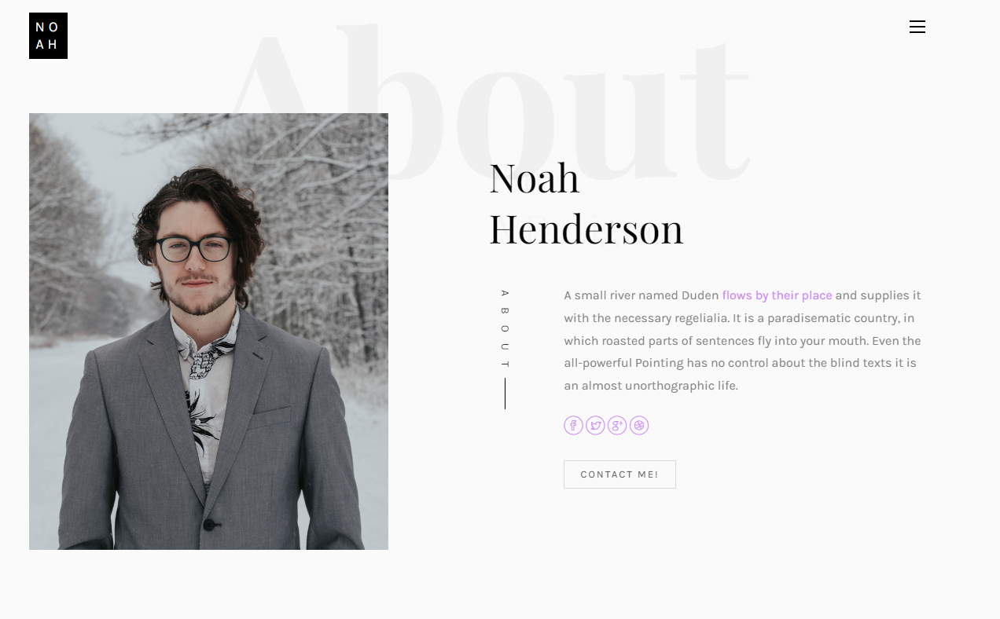 NO
AH
About
Noah
Henderson
ABOUT
A small river named Duden flows by their place and supplies it
with the necessary regelialia. It is a paradisematic country, in
which roasted parts of sentences fly into your mouth. Even the
all-powerful Pointing has no control about the blind texts it is
an almost unorthographic life.
CONTACT ME!